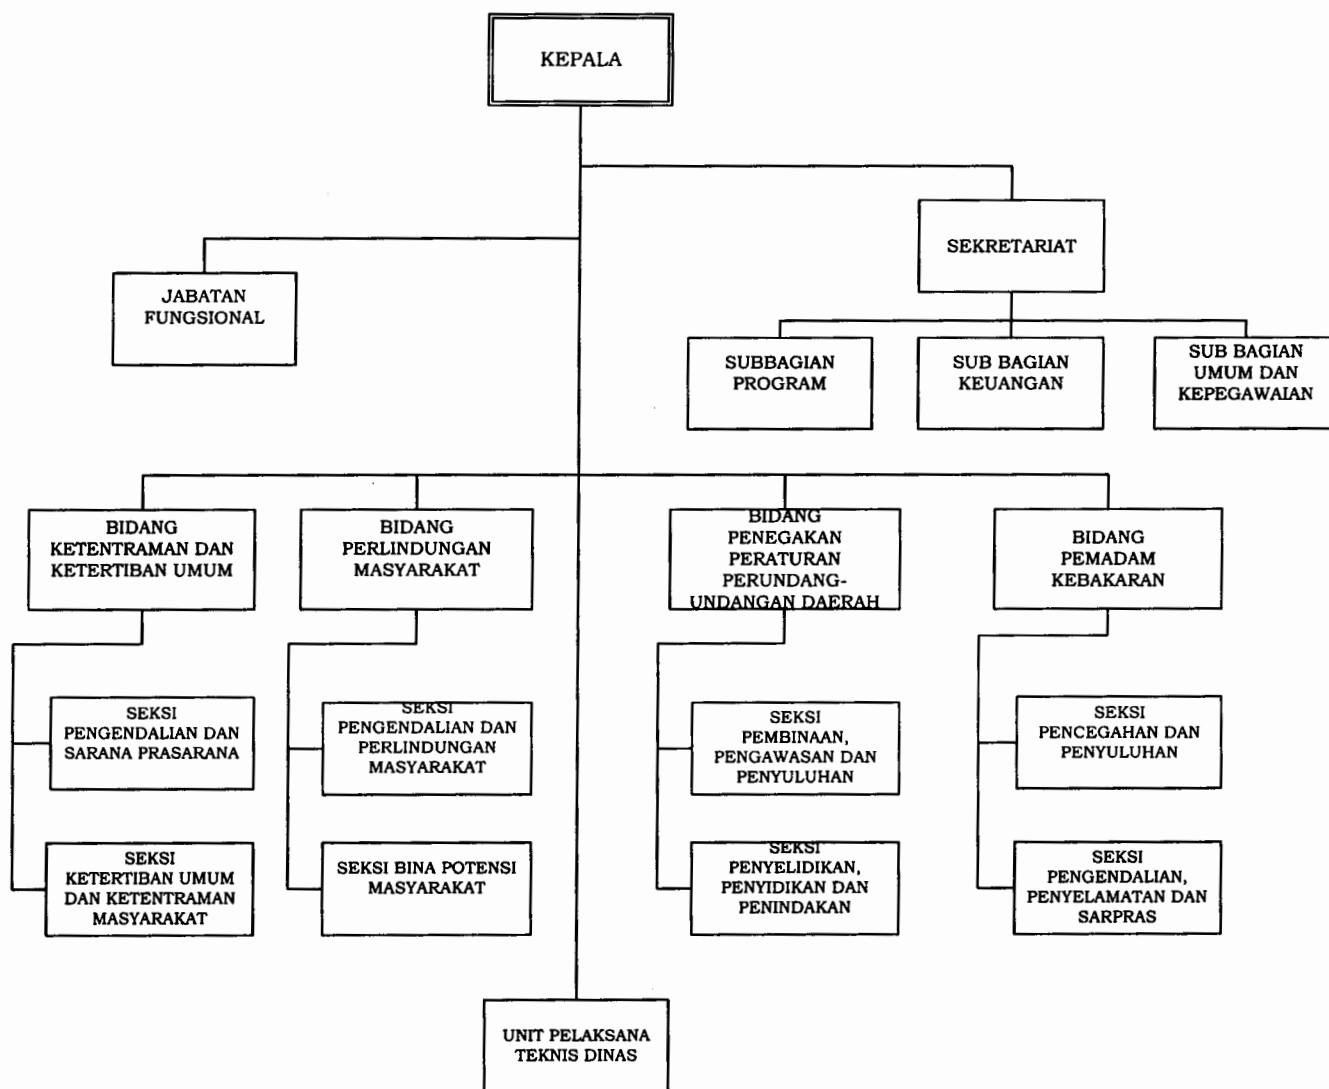 KEPALA
SEKRETARIAT
JABATAN
FUNGSIONAL
SUBBAGIAN
PROGRAM
SUB BAGIAN
KEUANGAN
SUB BAGIAN
UMUM DAN
KEPEGAWAIAN
BIDANG
KETENTRAMAN DAN
KETERTIBAN UMUM
BIDANG
PERLINDUNGAN
MASYARAKAT
BIDANG
PENEGAKAN
PERATURAN
PERUNDANG-
UNDANGAN DAERAH
BIDANG
PEMADAM
KEBAKARAN
SEKSI
PENGENDALIAN DAN
SARANA PRASARANA
SEKSI
PENGENDALIAN DAN
PERLINDUNGAN
MASYARAKAT
SEKSI
PEMBINAAN,
PENGAWASAN DAN
PENYULUHAN
SEKSI
PENCEGAHAN DAN
PENYULUHAN
SEKSI
KETERTIBAN UMUM
DAN KETENTRAMAN
MASYARAKAT
SEKSI BINA POTENSI
MASYARAKAT
SEKSI
PENYELIDIKAN,
PENYIDIKAN DAN
PENINDAKAN
SEKSI
PENGENDALIAN,
PENYELAMATAN DAN
SARPRAS
UNIT PELAKSANA
TEKNIS DINAS